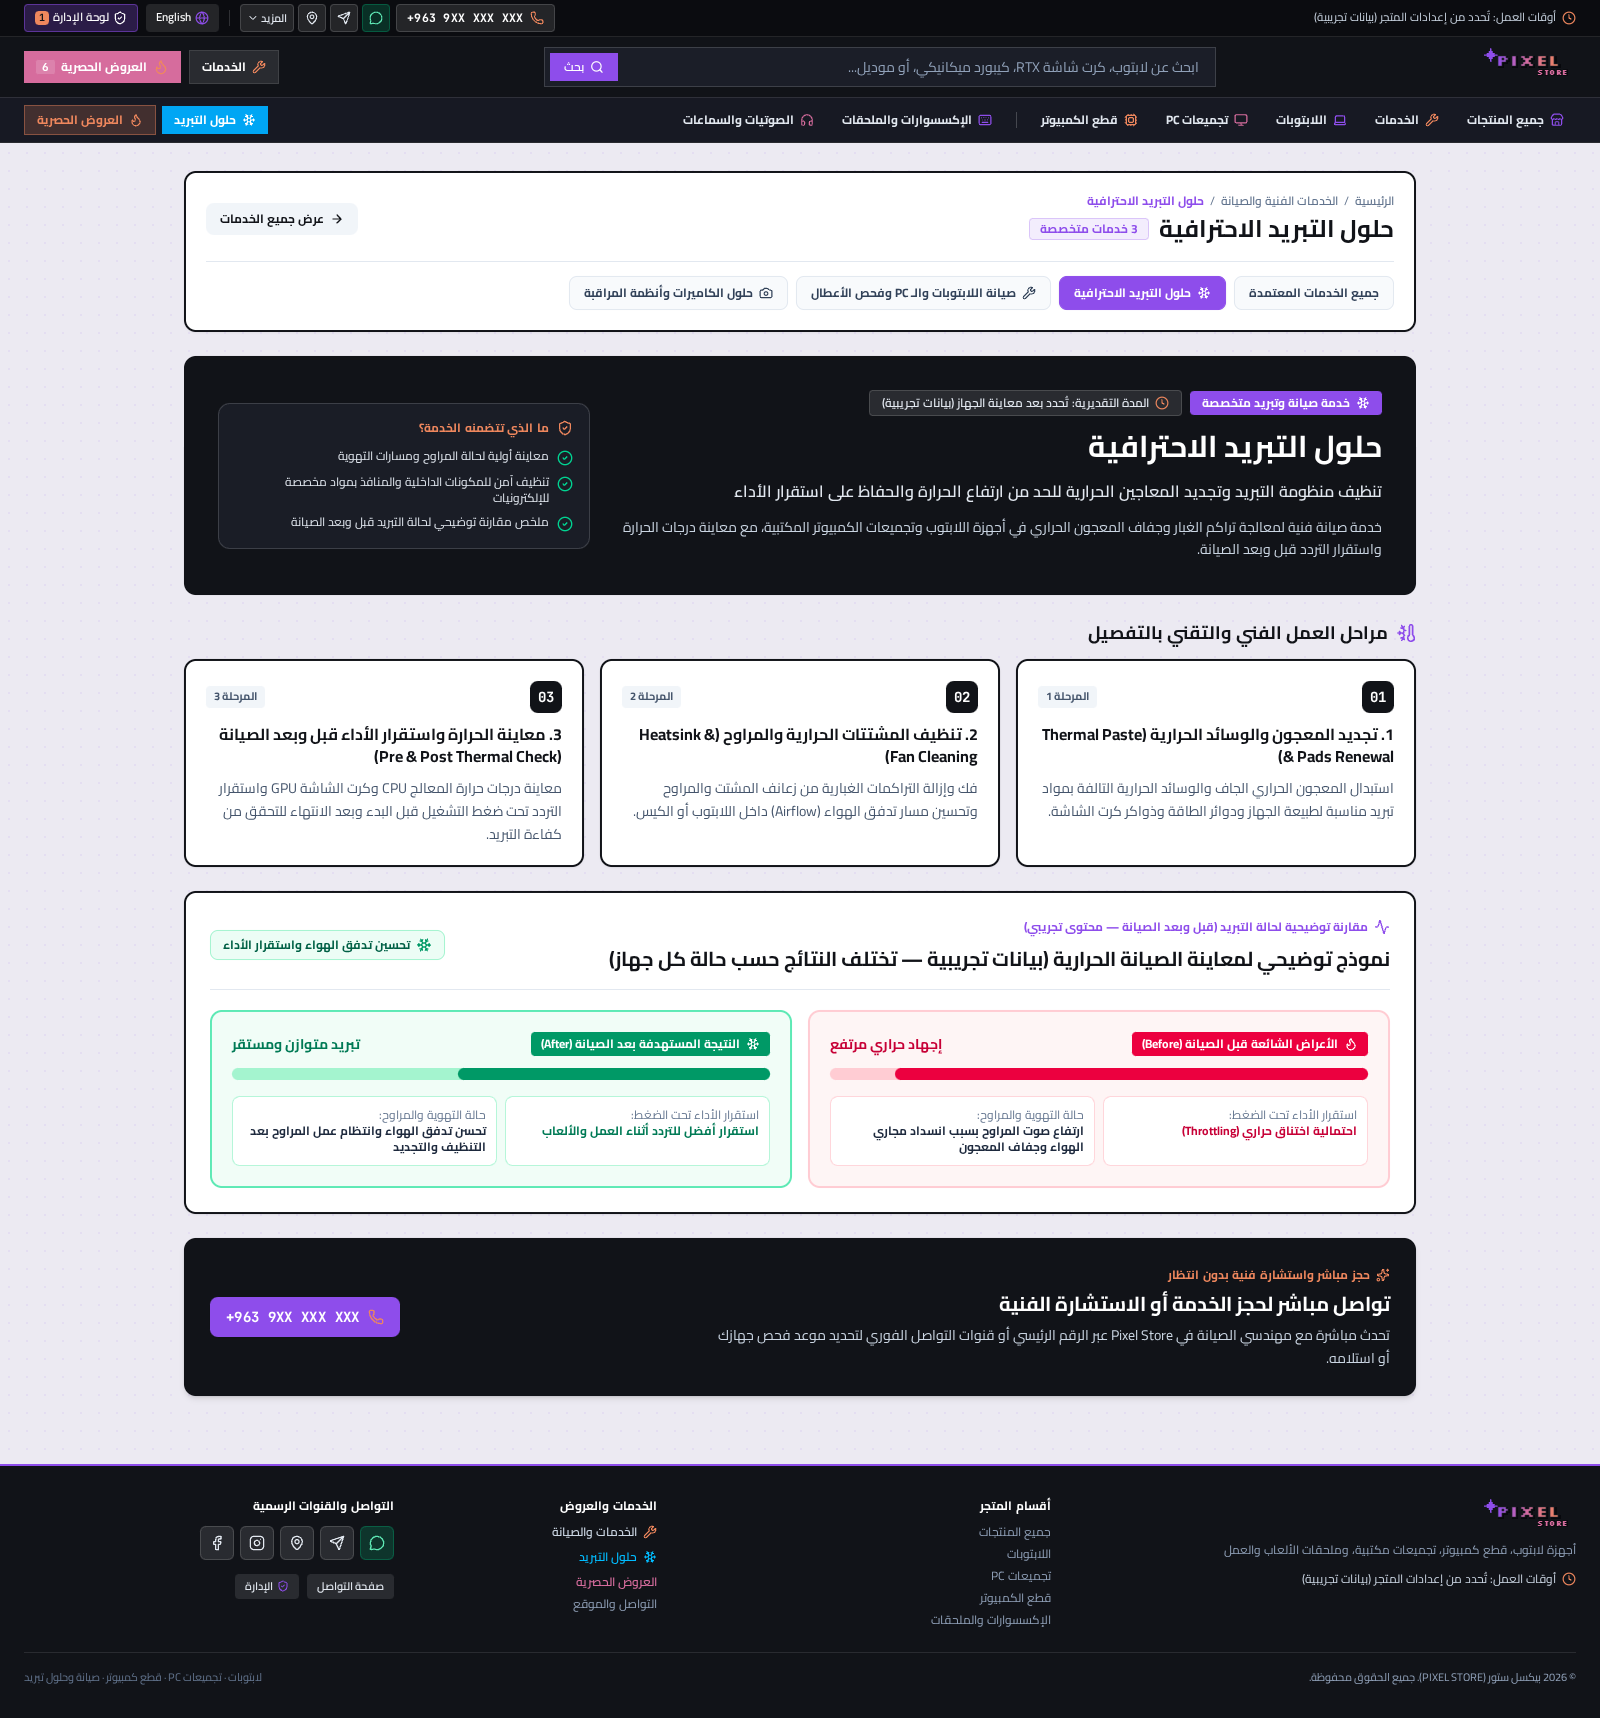 أوقات العمل: تُحدد من إعدادات المتجر (بيانات تجريبية)
+963 9XX XXX XXX
المزيد
English
لوحة الإدارة 1
PIXEL STORE
ابحث عن لابتوب، كرت شاشة RTX، كيبورد ميكانيكي، أو موديل...
بحث
الخدمات
العروض الحصرية 6
جميع المنتجات
الخدمات
اللابتوبات
تجميعات PC
قطع الكمبيوتر
الإكسسوارات والملحقات
الصوتيات والسماعات
حلول التبريد
العروض الحصرية
الرئيسية / الخدمات الفنية والصيانة / حلول التبريد الاحترافية
حلول التبريد الاحترافية
3 خدمات متخصصة
عرض جميع الخدمات
جميع الخدمات المعتمدة
حلول التبريد الاحترافية
صيانة اللابتوبات والـ PC وفحص الأعطال
حلول الكاميرات وأنظمة المراقبة
خدمة صيانة وتبريد متخصصة
المدة التقديرية: تُحدد بعد معاينة الجهاز (بيانات تجريبية)
حلول التبريد الاحترافية
تنظيف منظومة التبريد وتجديد المعاجين الحرارية للحد من ارتفاع الحرارة والحفاظ على استقرار الأداء
خدمة صيانة فنية لمعالجة تراكم الغبار وجفاف المعجون الحراري في أجهزة اللابتوب وتجميعات الكمبيوتر المكتبية، مع معاينة درجات الحرارة
واستقرار التردد قبل وبعد الصيانة.
ما الذي تتضمنه الخدمة؟
معاينة أولية لحالة المراوح ومسارات التهوية
تنظيف آمن للمكونات الداخلية والمنافذ بمواد مخصصة
للإلكترونيات
ملخص مقارنة توضيحي لحالة التبريد قبل وبعد الصيانة
مراحل العمل الفني والتقني بالتفصيل
01
المرحلة 1
1. تجديد المعجون والوسائد الحرارية (Thermal Paste
& Pads Renewal)
استبدال المعجون الحراري الجاف والوسائد الحرارية التالفة بمواد
تبريد مناسبة لطبيعة الجهاز ودوائر الطاقة وذواكر كرت الشاشة.
02
المرحلة 2
2. تنظيف المشتتات الحرارية والمراوح (Heatsink &
Fan Cleaning)
فك وإزالة التراكمات الغبارية من زعانف المشتت والمراوح
وتحسين مسار تدفق الهواء (Airflow) داخل اللابتوب أو الكيس.
03
المرحلة 3
3. معاينة الحرارة واستقرار الأداء قبل وبعد الصيانة
(Pre & Post Thermal Check)
معاينة درجات حرارة المعالج CPU وكرت الشاشة GPU واستقرار
التردد تحت ضغط التشغيل قبل البدء وبعد الانتهاء للتحقق من
كفاءة التبريد.
مقارنة توضيحية لحالة التبريد (قبل وبعد الصيانة — محتوى تجريبي)
نموذج توضيحي لمعاينة الصيانة الحرارية (بيانات تجريبية — تختلف النتائج حسب حالة كل جهاز)
تحسين تدفق الهواء واستقرار الأداء
الأعراض الشائعة قبل الصيانة (Before)
إجهاد حراري مرتفع
استقرار الأداء تحت الضغط:
احتمالية اختناق حراري (Throttling)
حالة التهوية والمراوح:
ارتفاع صوت المراوح بسبب انسداد مجاري
الهواء وجفاف المعجون
النتيجة المستهدفة بعد الصيانة (After)
تبريد متوازن ومستقر
استقرار الأداء تحت الضغط:
استقرار أفضل للتردد أثناء العمل والألعاب
حالة التهوية والمراوح:
تحسن تدفق الهواء وانتظام عمل المراوح بعد
التنظيف والتجديد
حجز مباشر واستشارة فنية بدون انتظار
تواصل مباشر لحجز الخدمة أو الاستشارة الفنية
تحدث مباشرة مع مهندسي الصيانة في Pixel Store عبر الرقم الرئيسي أو قنوات التواصل الفوري لتحديد موعد فحص جهازك
أو استلامه.
+963 9XX XXX XXX
PIXEL STORE
أجهزة لابتوب، قطع كمبيوتر، تجميعات مكتبية، وملحقات الألعاب والعمل
أوقات العمل: تُحدد من إعدادات المتجر (بيانات تجريبية)
أقسام المتجر
جميع المنتجات
اللابتوبات
تجميعات PC
قطع الكمبيوتر
الإكسسوارات والملحقات
الخدمات والعروض
الخدمات والصيانة
حلول التبريد
العروض الحصرية
التواصل والموقع
التواصل والقنوات الرسمية
صفحة التواصل
الإدارة
© 2026 بيكسل ستور (PIXEL STORE). جميع الحقوق محفوظة.
لابتوبات · تجميعات PC · قطع كمبيوتر · صيانة وحلول تبريد